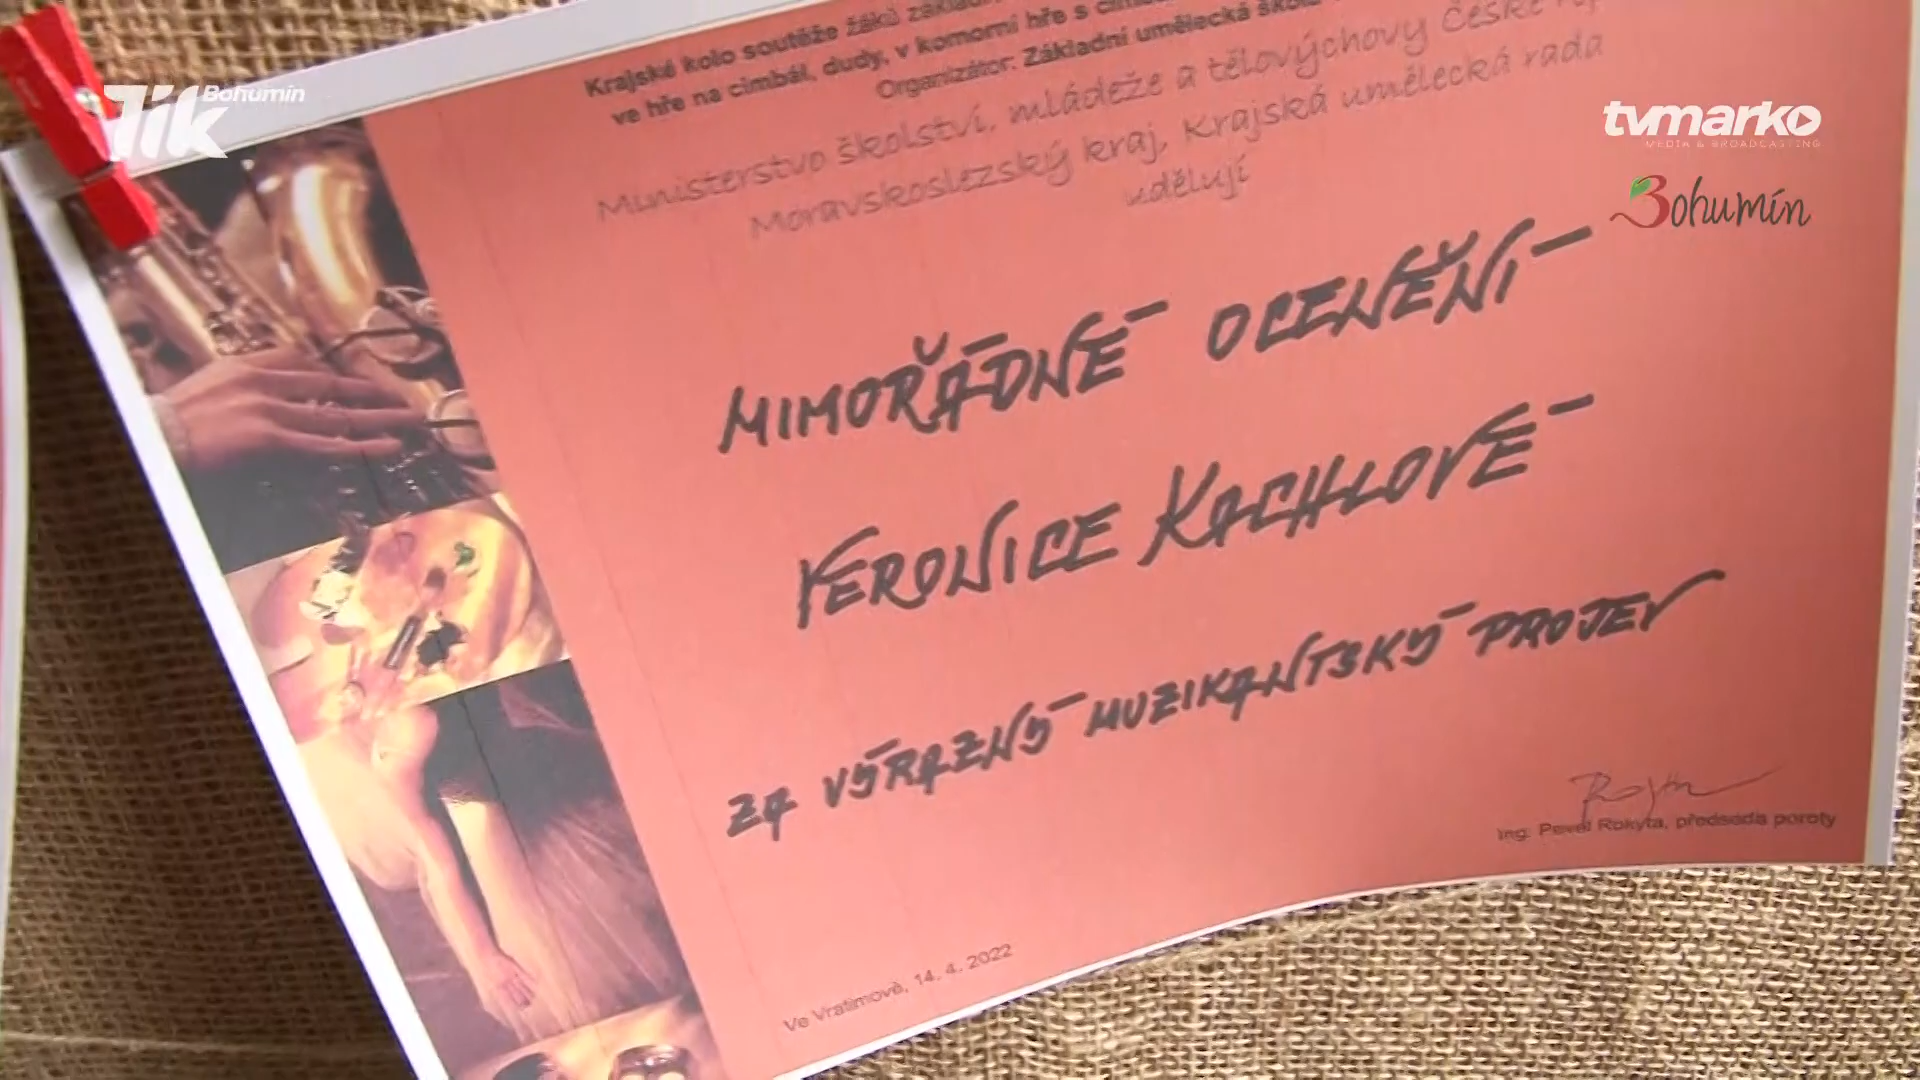 Tik Bohumín
tvmarko
MEDIA & BROADCASTING
Bohumín
Krajské kolo soutěže žáků
ve hře na cimbál, dudy, v komorní hře s
Organizátor: Základní umělecká škola
Ministerstvo školství, mládeže a tělovýchovy České
Moravskoslezský kraj, Krajská umělecká rada
udělují
MIMOŘÁDNÉ OCENĚNÍ
VERONICE KACHLOVÉ
ZA VÝRAZNÝ MUZIKANTSKÝ PROJEV
Ing. Pavel Rokyta, předseda poroty
Ve Vratimově, 14. 4. 2022